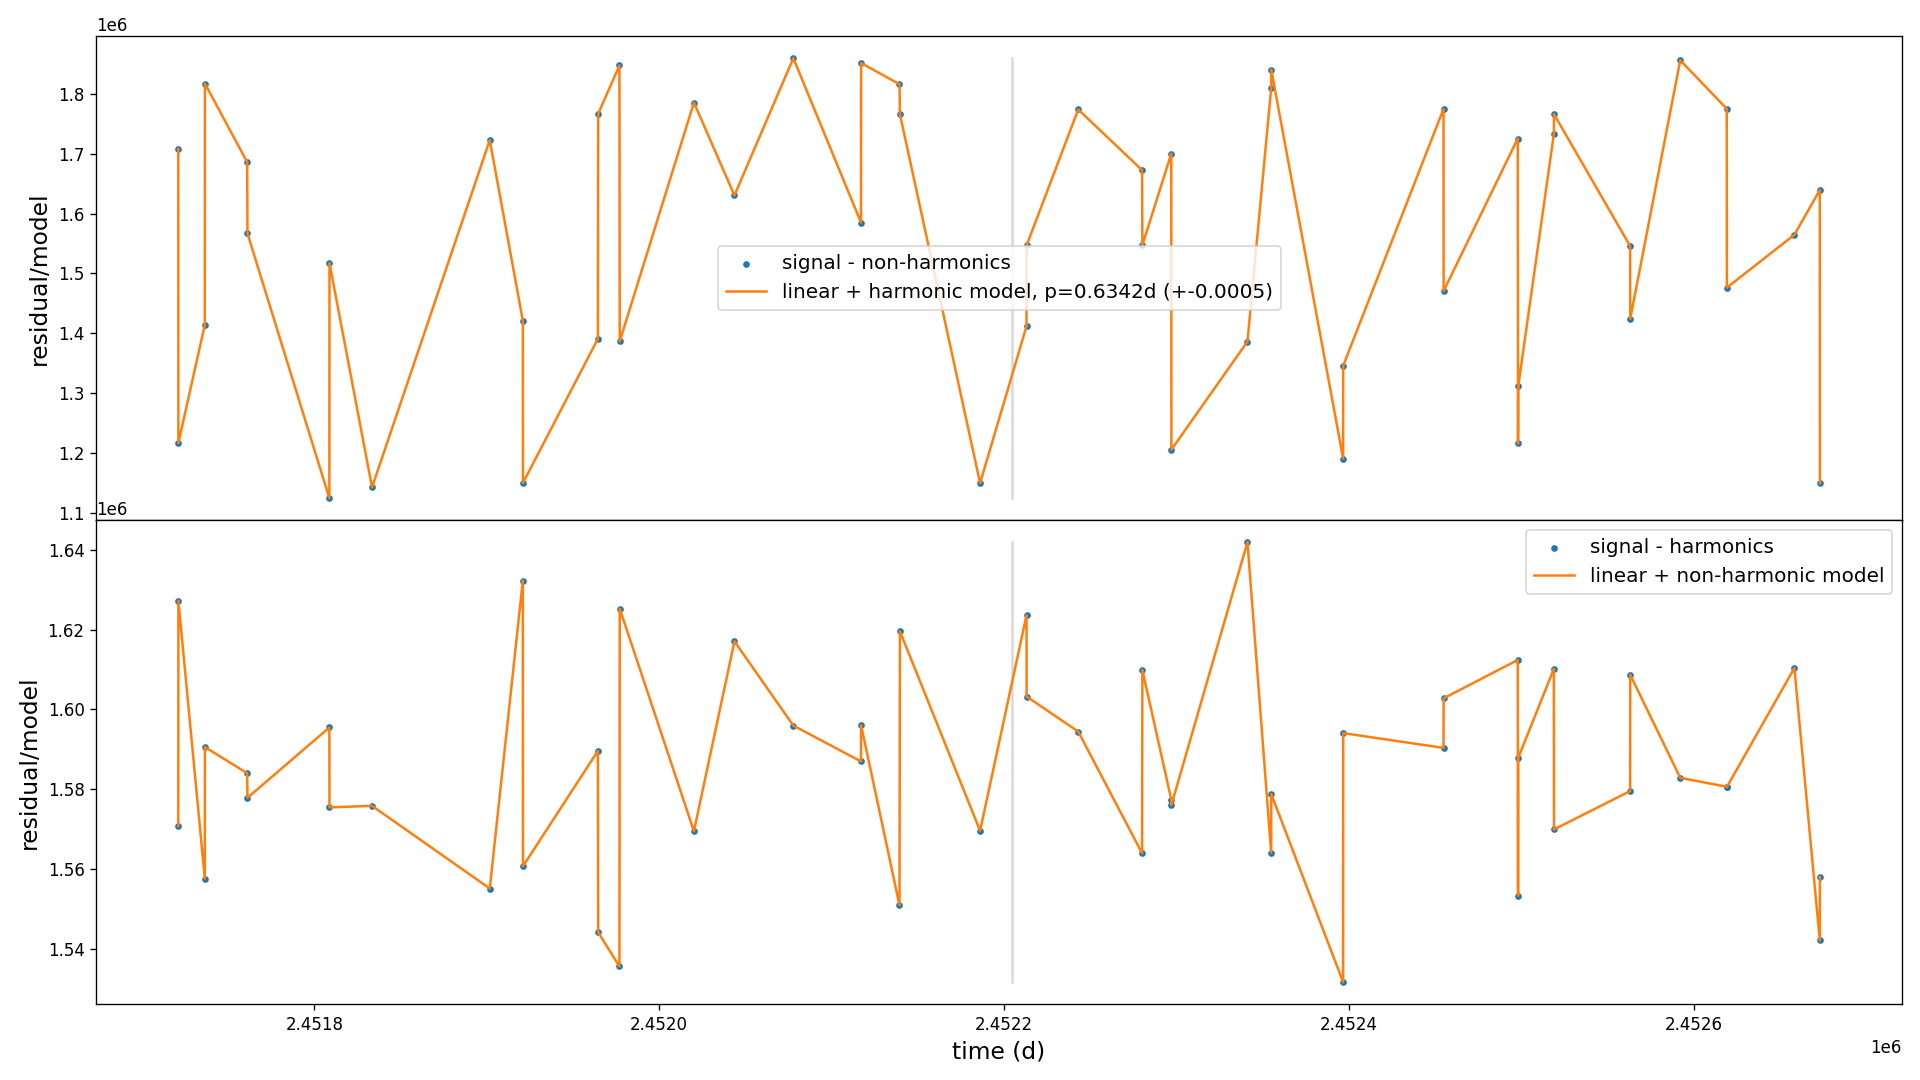 1e6
1.8
1.7
1.6
1.5
1.4
1.3
1.2
1.1
residual/model
signal - non-harmonics
linear + harmonic model, p=0.6342d (+-0.0005)
1e6
1.64
1.62
1.60
1.58
1.56
1.54
residual/model
signal - harmonics
linear + non-harmonic model
2.4518 2.4520 2.4522 2.4524 2.4526
1e6
time (d)